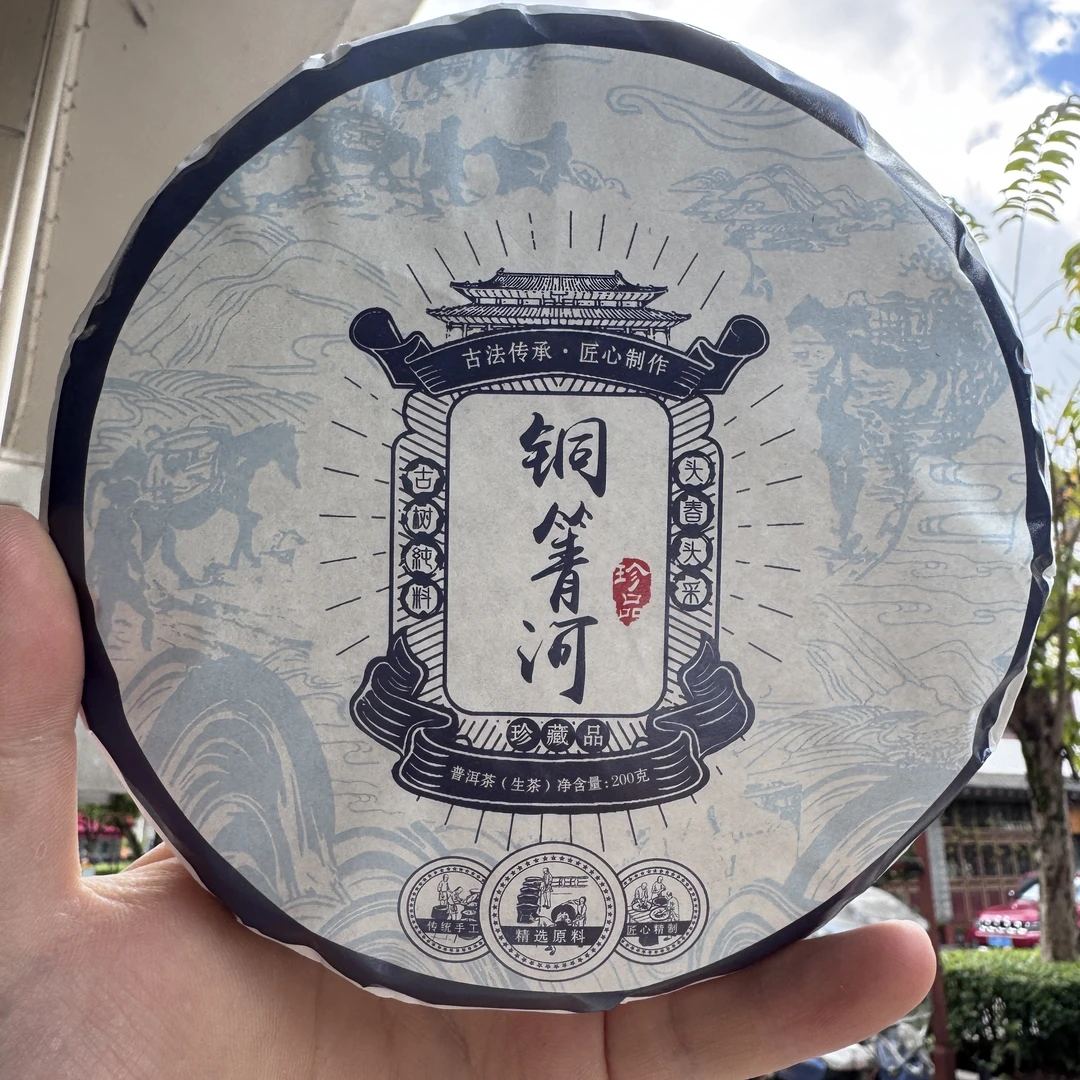 古法传承·匠心制作
铜箐河
珍品
古树純料
头春头采
珍藏品
普洱茶(生茶)净含量:200克
传统手工
精选原料
匠心精制